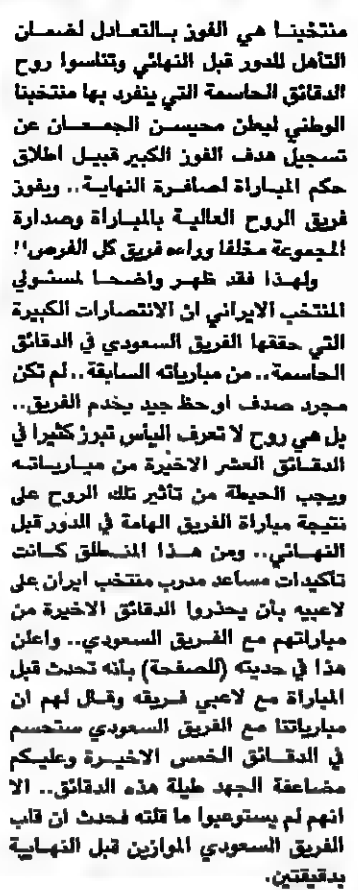 منتخبنا هي الفوز بالتعادل لضمان
التأهل للدور قبل النهائي وتناسوا روح
الدقائق الحاسمة التي ينفرد بها منتخبنا
الوطني ليعلن محيسن الجمعان عن
تسجيل هدف الفوز الكبير قبيل اطلاق
حكم المباراة لصافرة النهاية.. ويفوز
فريق الروح العالية بالمباراة وصدارة
المجموعة مخلفا وراءه فريق كل الفرص!!
ولهذا فقد ظهر واضحا لمسئولي
المنتخب الايراني ان الانتصارات الكبيرة
التي حققها الفريق السعودي في الدقائق
الحاسمة.. من مبارياته السابقة.. لم تكن
مجرد صدف او حظ جيد يخدم الفريق..
بل هي روح لا تعرف اليأس تبرز كثيرا في
الدقائق العشر الاخيرة من مبارياته
ويجب الحيطة من تأثير تلك الروح على
نتيجة مباراة الفريق الهامة في الدور قبل
النهائي.. ومن هذا المنطلق كانت
تأكيدات مساعد مدرب منتخب ايران على
لاعبيه بأن يحذروا الدقائق الاخيرة من
مباراتهم مع الفريق السعودي.. واعلن
هذا في حديثه (للصفحة) بأنه تحدث قبل
المباراة مع لاعبي فريقه وقال لهم ان
مبارياتنا مع الفريق السعودي ستحسم
في الدقائق الخمس الاخيرة وعليكم
مضاعفة الجهد طيلة هذه الدقائق.. الا
انهم لم يستوعبوا ما قلته فحدث ان قلب
الفريق السعودي الموازين قبل النهاية
بدقيقتين.